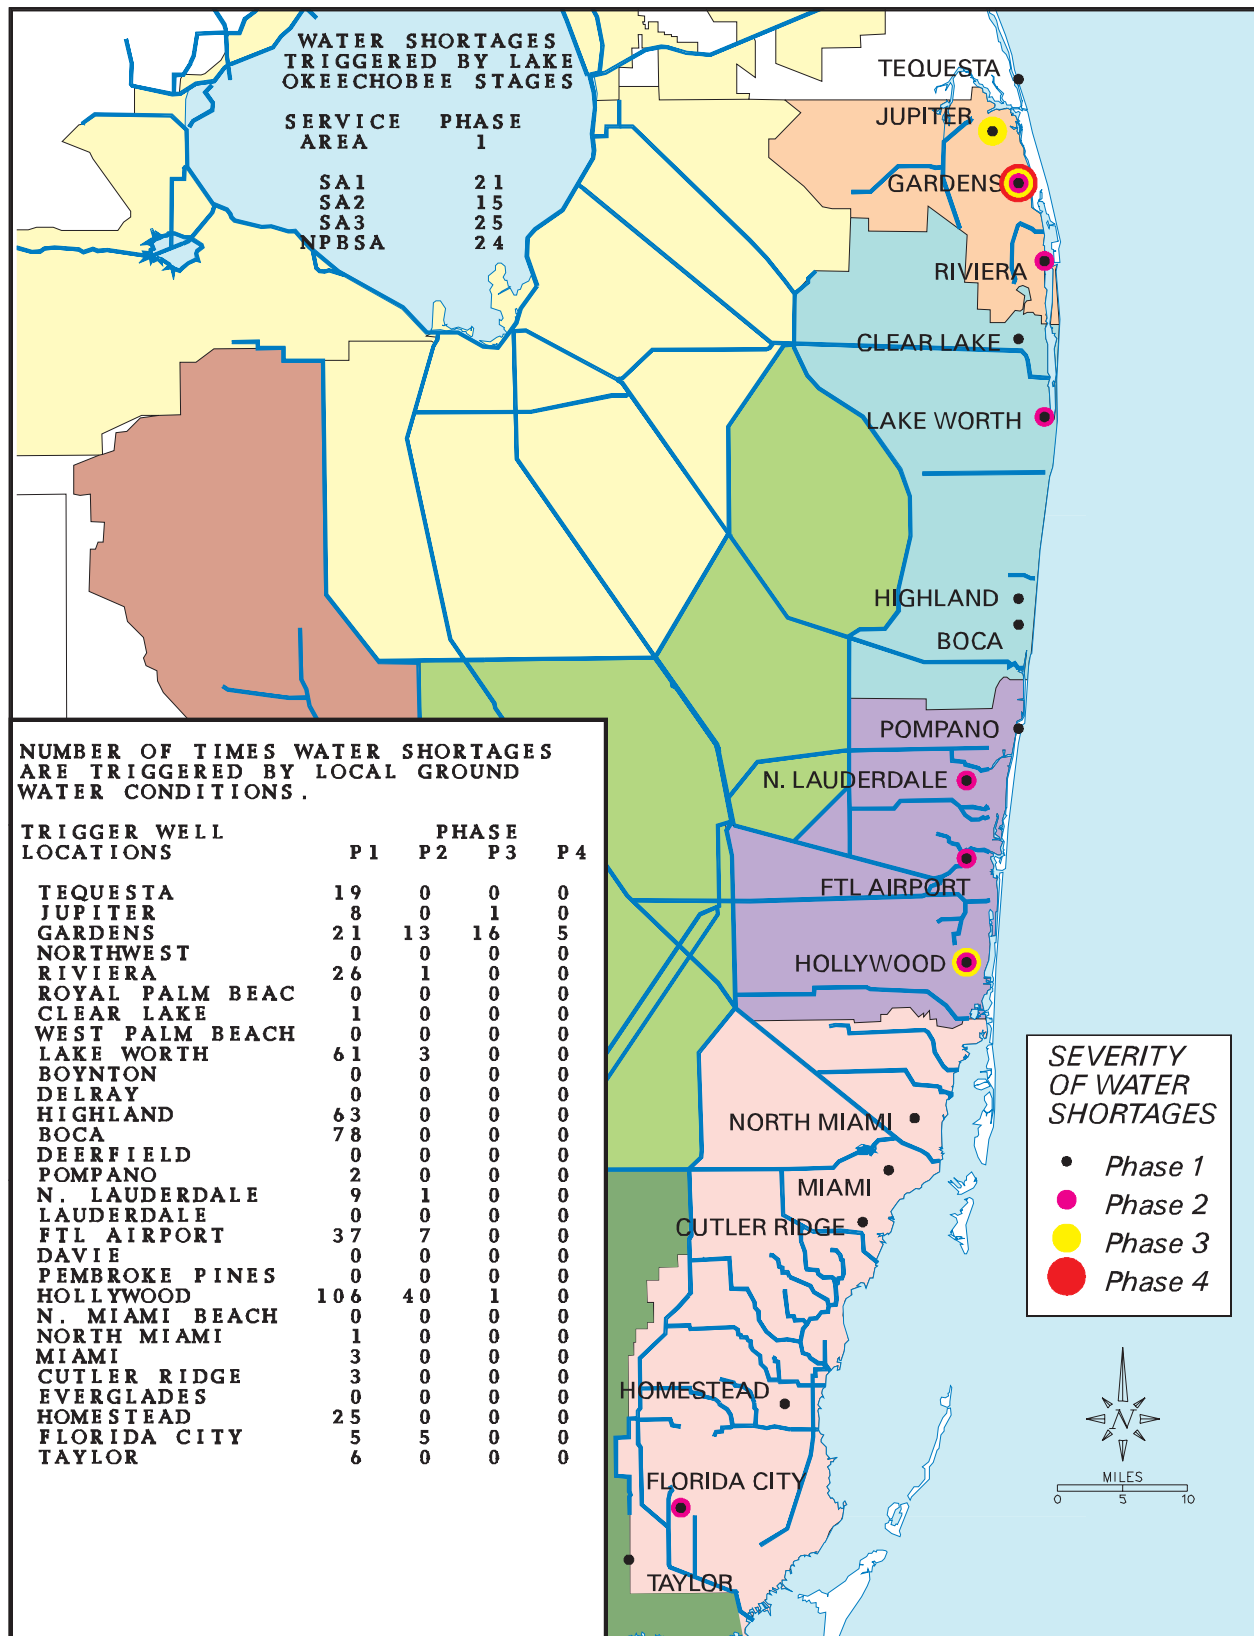 WATER SHORTAGES
TRIGGERED BY LAKE
OKEECHOBEE STAGES
SERVICE PHASE
AREA 1
SA1 21
SA2 15
SA3 25
NPBSA 24
TEQUESTA
JUPITER
GARDENS
RIVIERA
CLEAR LAKE
LAKE WORTH
HIGHLAND
BOCA
POMPANO
N. LAUDERDALE
FTL AIRPORT
HOLLYWOOD
NORTH MIAMI
MIAMI
CUTLER RIDGE
HOMESTEAD
FLORIDA CITY
TAYLOR
NUMBER OF TIMES WATER SHORTAGES
ARE TRIGGERED BY LOCAL GROUND
WATER CONDITIONS.
TRIGGER WELL PHASE
LOCATIONS P1 P2 P3 P4
TEQUESTA 19 0 0 0
JUPITER 8 0 1 0
GARDENS 21 13 16 5
NORTHWEST 0 0 0 0
RIVIERA 26 1 0 0
ROYAL PALM BEAC 0 0 0 0
CLEAR LAKE 1 0 0 0
WEST PALM BEACH 0 0 0 0
LAKE WORTH 61 3 0 0
BOYNTON 0 0 0 0
DELRAY 0 0 0 0
HIGHLAND 63 0 0 0
BOCA 78 0 0 0
DEERFIELD 0 0 0 0
POMPANO 2 0 0 0
N. LAUDERDALE 9 1 0 0
LAUDERDALE 0 0 0 0
FTL AIRPORT 37 7 0 0
DAVIE 0 0 0 0
PEMBROKE PINES 0 0 0 0
HOLLYWOOD 106 40 1 0
N. MIAMI BEACH 0 0 0 0
NORTH MIAMI 1 0 0 0
MIAMI 3 0 0 0
CUTLER RIDGE 3 0 0 0
EVERGLADES 0 0 0 0
HOMESTEAD 25 0 0 0
FLORIDA CITY 5 5 0 0
TAYLOR 6 0 0 0
SEVERITY
OF WATER
SHORTAGES
Phase 1
Phase 2
Phase 3
Phase 4
N
MILES
0 5 10